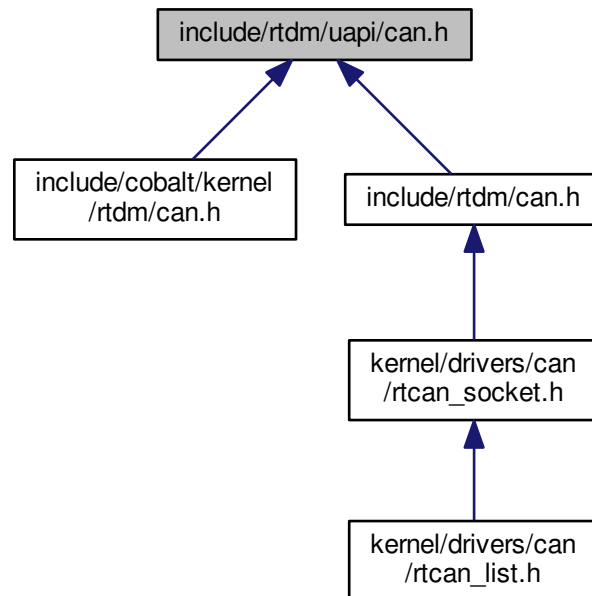 include/rtdm/uapi/can.h
include/cobalt/kernel
/rtdm/can.h
include/rtdm/can.h
kernel/drivers/can
/rtcan_socket.h
kernel/drivers/can
/rtcan_list.h